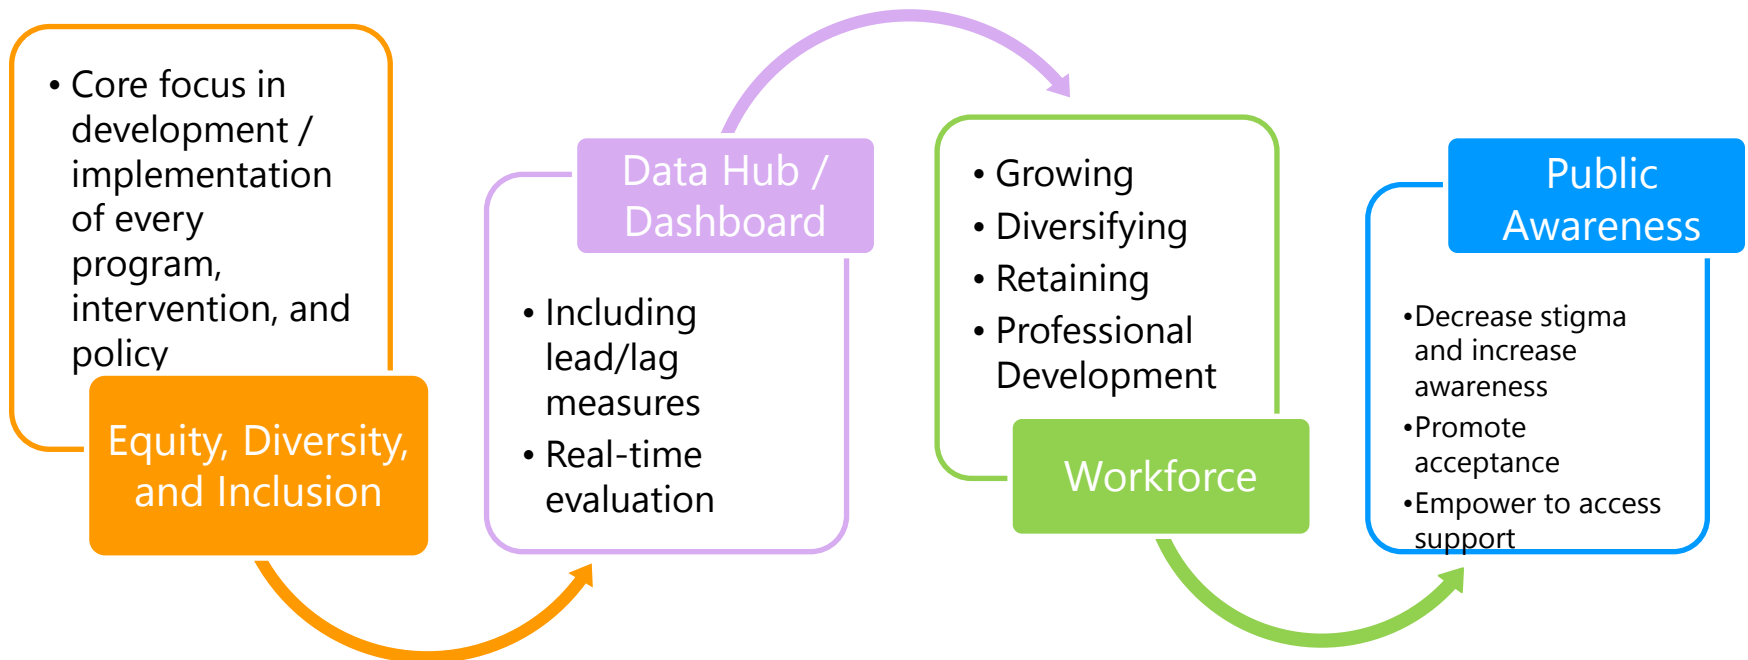 • Core focus in
development /
implementation
of every
program,
intervention, and
policy
Equity, Diversity,
and Inclusion
Data Hub /
Dashboard
• Including
lead/lag
measures
• Real-time
evaluation
• Growing
• Diversifying
• Retaining
• Professional
Development
Workforce
Public
Awareness
•Decrease stigma
and increase
awareness
•Promote
acceptance
•Empower to access
support